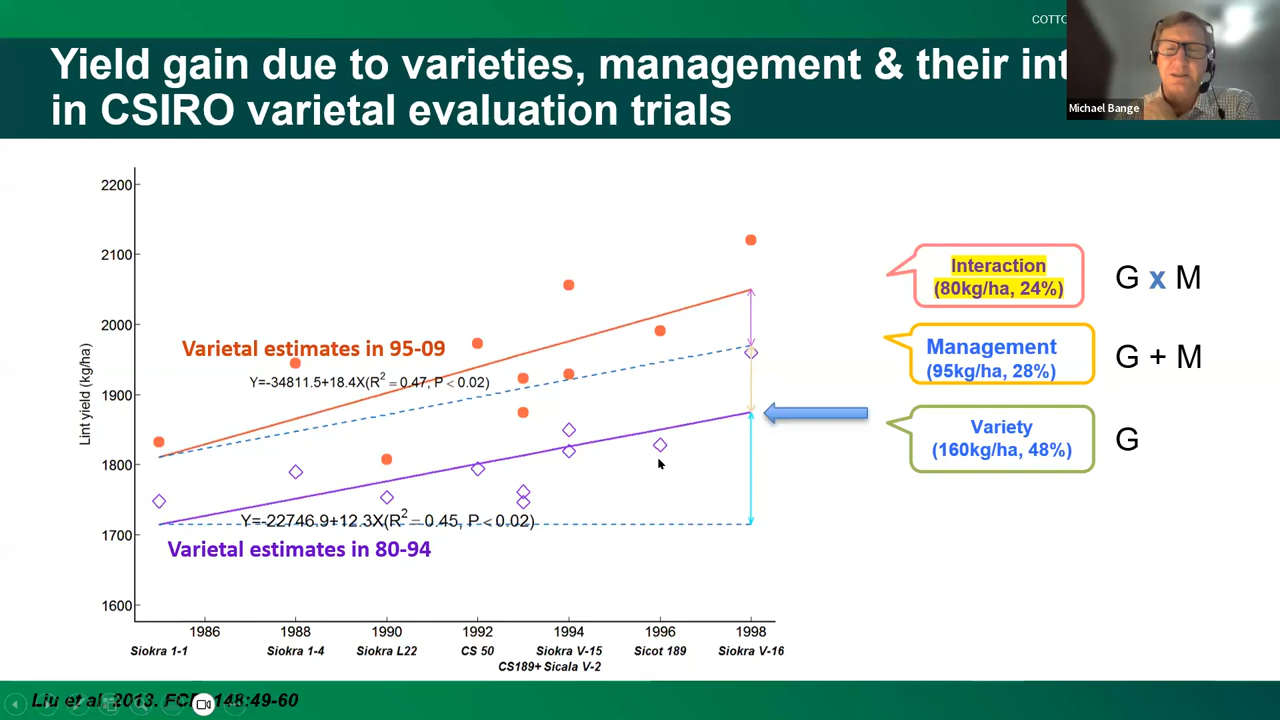 COTTO
Yield gain due to varieties, management & their int
in CSIRO varietal evaluation trials
Michael Bange
2200
2100
2000
1900
1800
1700
1600
Lint yield (kg/ha)
Varietal estimates in 95-09
Y=-34811.5+18.4X(R2 = 0.47, P < 0.02)
Y=-22746.9+12.3X(R2 = 0.45, P < 0.02)
Varietal estimates in 80-94
1986 1988 1990 1992 1994 1996 1998
Siokra 1-1 Siokra 1-4 Siokra L22 CS 50 Siokra V-15 Sicot 189 Siokra V-16
CS189+ Sicala V-2
Interaction
(80kg/ha, 24%)
G x M
Management
(95kg/ha, 28%)
G + M
Variety
(160kg/ha, 48%)
G
Liu et al. 2013. 148:49-60